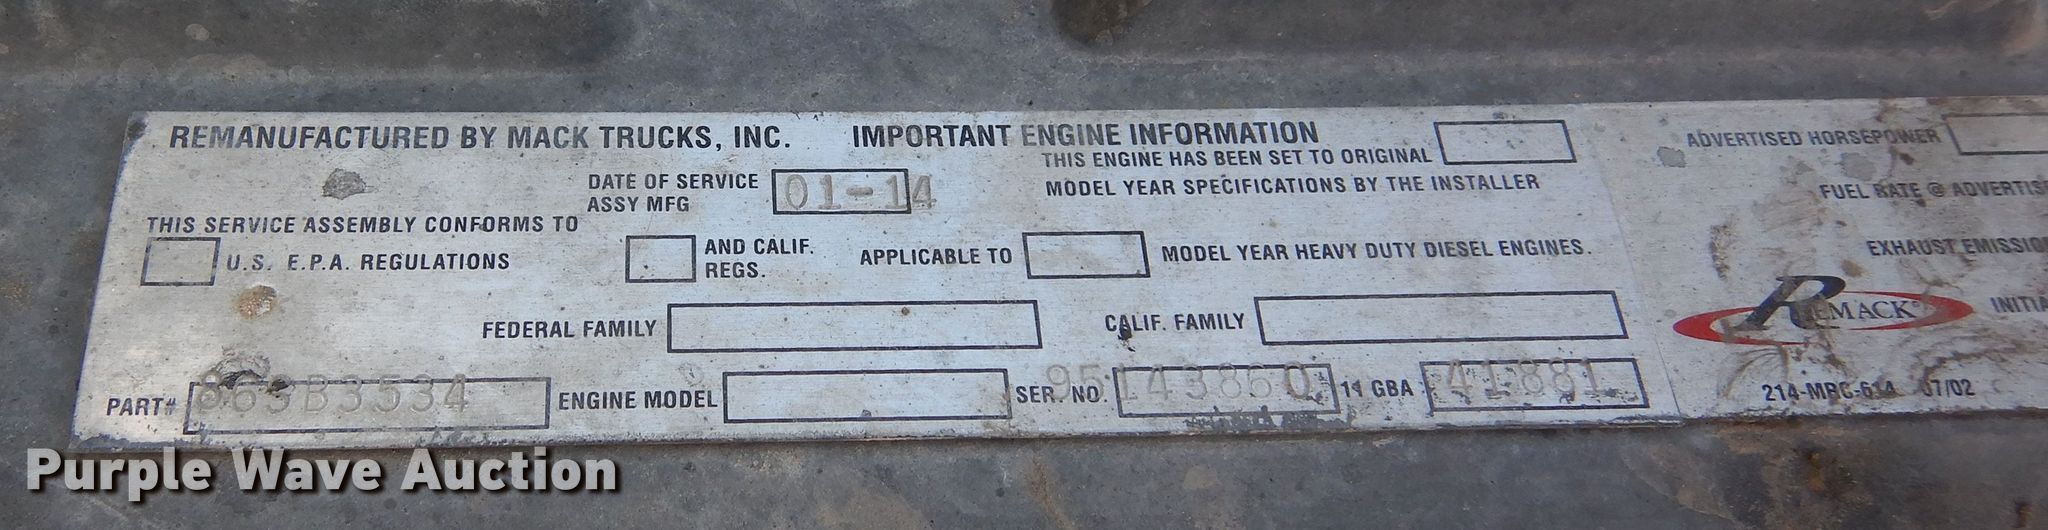 REMANUFACTURED BY MACK TRUCKS, INC. IMPORTANT ENGINE INFORMATION
ADVERTISED HORSEPOWER
THIS ENGINE HAS BEEN SET TO ORIGINAL
MODEL YEAR SPECIFICATIONS BY THE INSTALLER
DATE OF SERVICE
ASSY MFG
01-14
FUEL RATE @ ADVERTIS
THIS SERVICE ASSEMBLY CONFORMS TO
U.S. E.P.A. REGULATIONS
AND CALIF.
REGS.
APPLICABLE TO
MODEL YEAR HEAVY DUTY DIESEL ENGINES.
EXHAUST EMISSIO
FEDERAL FAMILY
CALIF. FAMILY
REMACK
INITIA
PART# 863B3534 ENGINE MODEL SER. NO. 95143860 11 GBA 41881
214-MRC-614 07/02
Purple Wave Auction